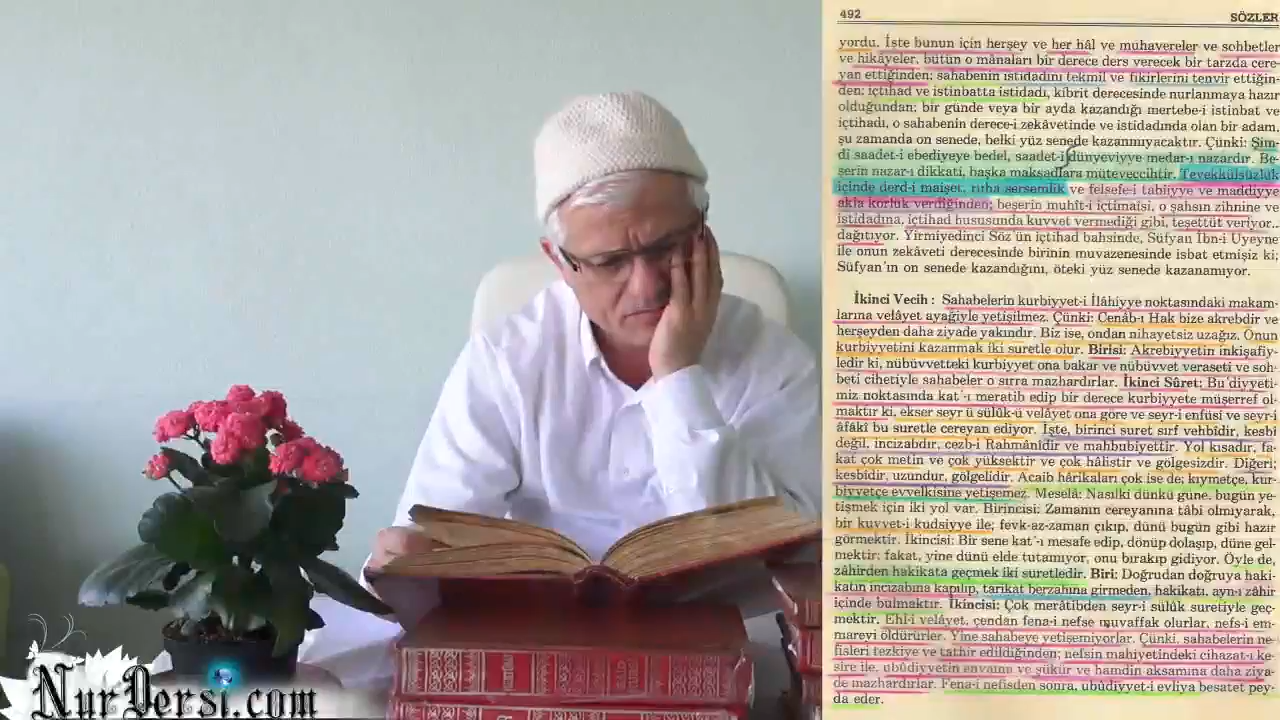 492
SÖZLER
yordu. İşte bunun için herşey ve her hâl ve muhavereler ve sohbetler
ve hikâyeler, bütün o mânaları bir derece ders verecek bir tarzda cere-
yan ettiğinden; sahabenin istidadını tekmil ve fikirlerini tenvir ettiğin-
den; içtihad ve istinbatta istidadı, kibrit derecesinde nurlanmaya hazır
olduğundan; bir günde veya bir ayda kazandığı mertebe-i istinbat ve
içtihadı, o sahabenin derece-i zekâvetinde ve istidadında olan bir adam,
şu zamanda on senede, belki yüz senede kazanmıyacaktır. Çünki: Şim-
di saadet-i ebediyeye bedel, saadet-i dünyeviyye medar-ı nazardır. Be-
şerin nazar-ı dikkati, başka maksadlara müteveccihtir. Tevekkülsüzlük
içinde derd-i maişet, ruha sersemlik ve felsefe-i tabiiyye ve maddiyye
akla körlük verdiğinden; beşerin muhît-i içtimaîsi, o şahsın zihnine ve
istidadına, içtihad hususunda kuvvet vermediği gibi, teşettüt veriyor..
dağıtıyor. Yirmiyedinci Söz'ün içtihad bahsinde, Süfyan İbn-i Uyeyne
ile onun zekâveti derecesinde birinin muvazenesinde isbat etmişiz ki;
Süfyan'ın on senede kazandığını, öteki yüz senede kazanamıyor.
İkinci Vecih : Sahabelerin kurbiyyet-i İlâhiyye noktasındaki makam-
larına velâyet ayağiyle yetişilmez. Çünki: Cenâb-ı Hak bize akrebdir ve
herşeyden daha ziyade yakındır. Biz ise, ondan nihayetsiz uzağız. Onun
kurbiyyetini kazanmak iki suretle olur. Birisi: Akrebiyyetin inkişafiy-
ledir ki, nübüvvetteki kurbiyyet ona bakar ve nübüvvet veraseti ve soh-
beti cihetiyle sahabeler o sırra mazhardırlar. İkinci Sûret: Bu'diyyeti-
miz noktasında kat'-ı meratib edip bir derece kurbiyyete müşerref ol-
maktır ki, ekser seyr ü sülûk-ü velâyet ona göre ve seyr-i enfüsî ve seyr-i
âfâkî bu suretle cereyan ediyor. İşte, birinci suret sırf vehbîdir, kesbî
değil, incizabdır, cezb-i Rahmânîdir ve mahbubiyettir. Yol kısadır, fa-
kat çok metin ve çok yüksektir ve çok hâlistir ve gölgesizdir. Diğeri;
kesbîdir, uzundur, gölgelidir. Acaib hârikaları çok ise de; kıymetçe, kur-
biyyetçe evvelkisine yetişemez. Meselâ: Nasılki dünkü güne, bugün ye-
tişmek için iki yol var. Birincisi: Zamanın cereyanına tâbi olmıyarak,
bir kuvvet-i kudsiyye ile; fevk-az-zaman çıkıp, dünü bugün gibi hazır
görmektir. İkincisi: Bir sene kat'-ı mesafe edip, dönüp dolaşıp, düne gel-
mektir; fakat, yine dünü elde tutamıyor, onu bırakıp gidiyor. Öyle de,
zâhirden hakikata geçmek iki suretledir. Biri: Doğrudan doğruya haki-
katın incizabına kapılıp, tarikat berzahına girmeden, hakikatı, ayn-ı zâhir
içinde bulmaktır. İkincisi: Çok merâtibden seyr-i sülûk suretiyle geç-
mektir. Ehl-i velâyet, çendan fena-i nefse muvaffak olurlar, nefs-i em-
mareyi öldürürler. Yine sahabeye yetişemiyorlar. Çünki, sahabelerin ne-
fisleri tezkiye ve tathir edildiğinden; nefsin mahiyetindeki cihazat-ı ke-
sire ile, ubûdiyyetin envaına ve şükür ve hamdin aksamına daha ziya-
de mazhardırlar. Fena-i nefisden sonra, ubûdiyyet-i evliya besatet pey-
da eder.
NurDersi.com